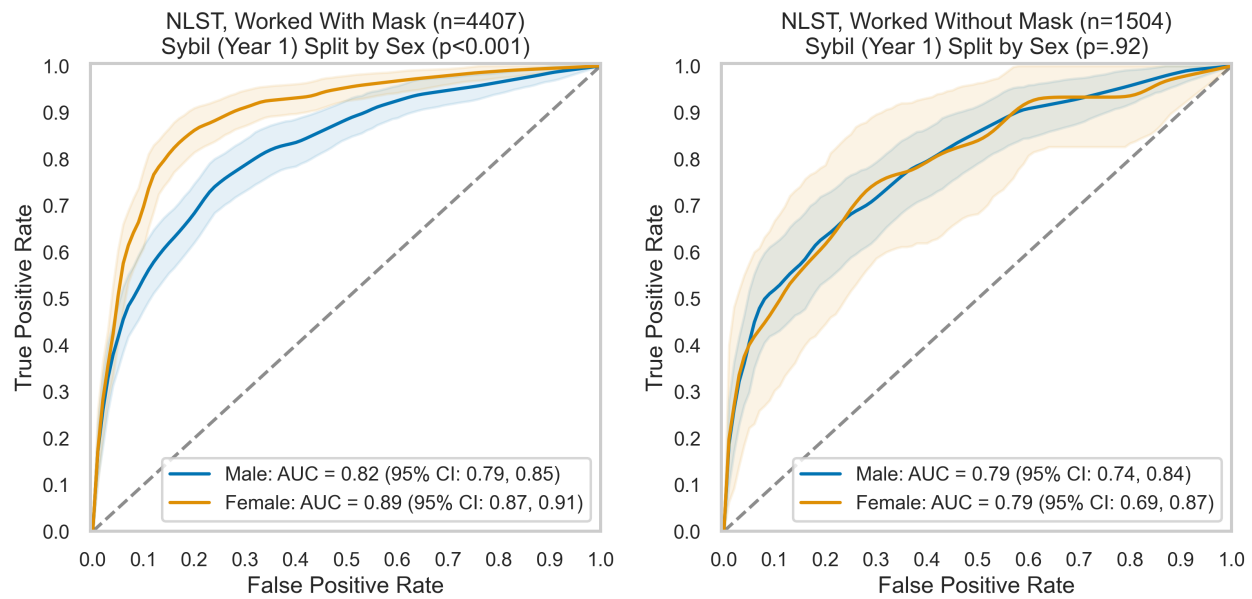 NLST, Worked With Mask (n=4407)
Sybil (Year 1) Split by Sex (p<0.001)
True Positive Rate
1.0
0.9
0.8
0.7
0.6
0.5
0.4
0.3
0.2
0.1
0.0
Male: AUC = 0.82 (95% CI: 0.79, 0.85)
Female: AUC = 0.89 (95% CI: 0.87, 0.91)
0.0 0.1 0.2 0.3 0.4 0.5 0.6 0.7 0.8 0.9 1.0
False Positive Rate
NLST, Worked Without Mask (n=1504)
Sybil (Year 1) Split by Sex (p=.92)
True Positive Rate
1.0
0.9
0.8
0.7
0.6
0.5
0.4
0.3
0.2
0.1
0.0
Male: AUC = 0.79 (95% CI: 0.74, 0.84)
Female: AUC = 0.79 (95% CI: 0.69, 0.87)
0.0 0.1 0.2 0.3 0.4 0.5 0.6 0.7 0.8 0.9 1.0
False Positive Rate